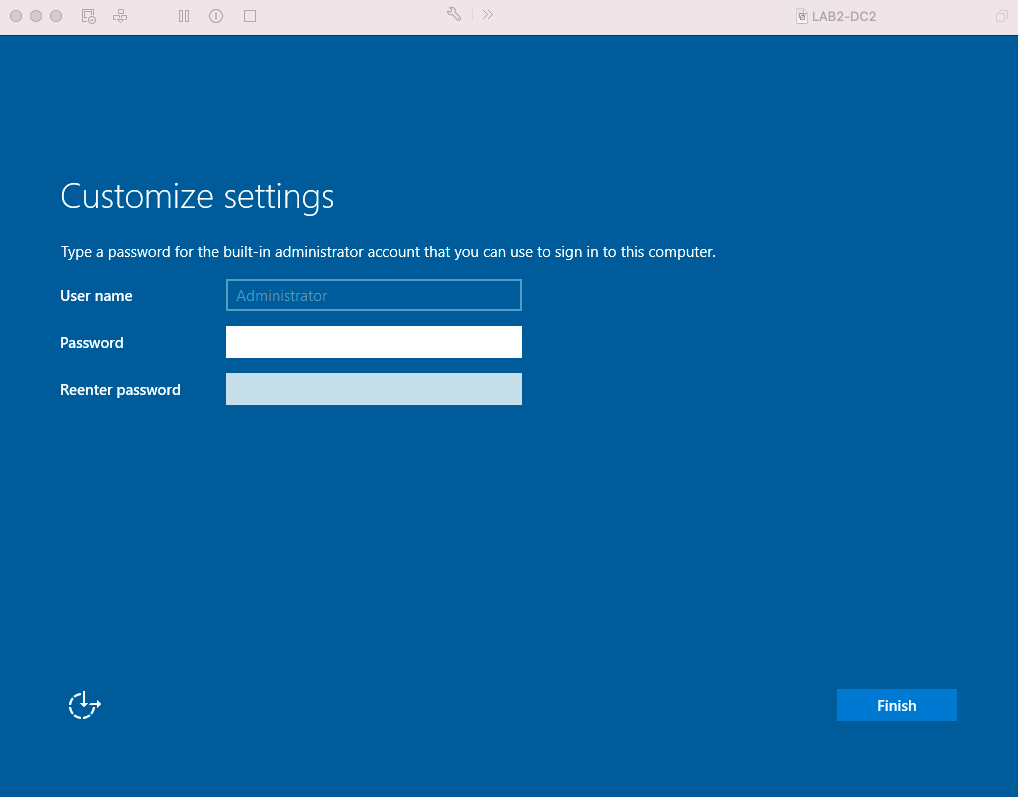 LAB2-DC2
Customize settings
Type a password for the built-in administrator account that you can use to sign in to this computer.
User name
Administrator
Password
Reenter password
Finish